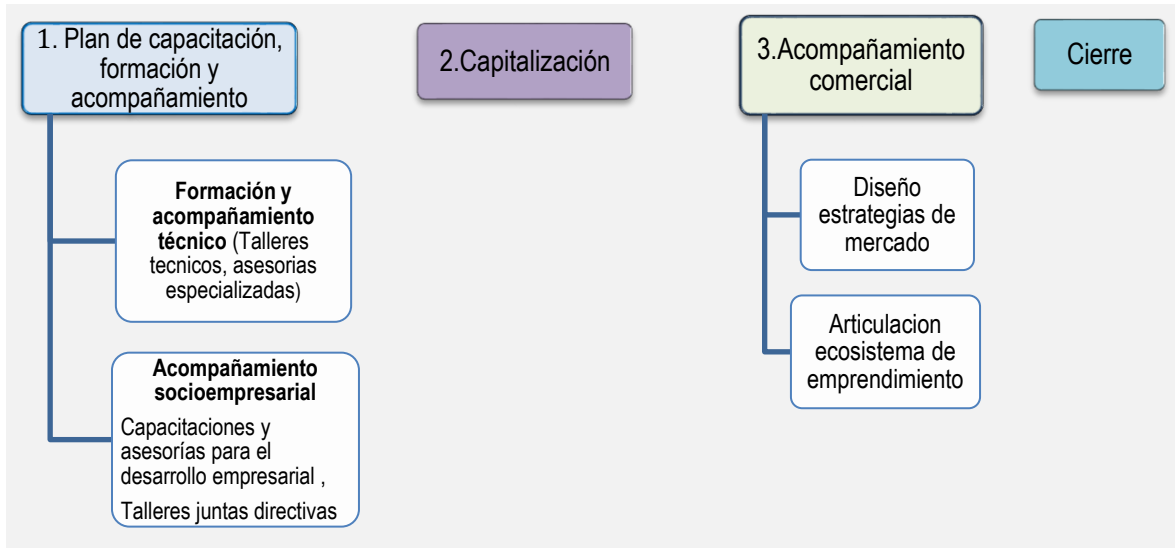 1. Plan de capacitación,
formación y
acompañamiento
Formación y
acompañamiento
técnico (Talleres
tecnicos, asesorias
especializadas)
Acompañamiento
socioempresarial
Capacitaciones y
asesorías para el
desarrollo empresarial ,
Talleres juntas directivas
2.Capitalización
3.Acompañamiento
comercial
Diseño
estrategias de
mercado
Articulacion
ecosistema de
emprendimiento
Cierre